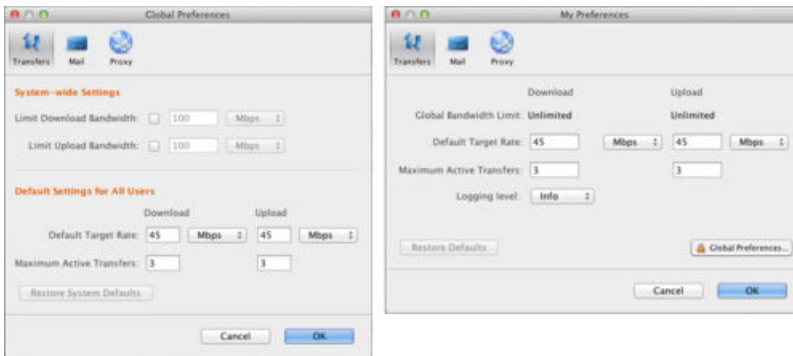 Global Preferences
Transfers Mail Proxy
System-wide Settings
Limit Download Bandwidth: 100 Mbps
Limit Upload Bandwidth: 100 Mbps
Default Settings for All Users
Download Upload
Default Target Rate: 45 Mbps 45 Mbps
Maximum Active Transfers: 3 3
Restore System Defaults
Cancel OK
My Preferences
Transfers Mail Proxy
Download Upload
Global Bandwidth Limit: Unlimited Unlimited
Default Target Rate: 45 Mbps 45 Mbps
Maximum Active Transfers: 3 3
Logging level: Info
Restore Defaults Global Preferences...
Cancel OK